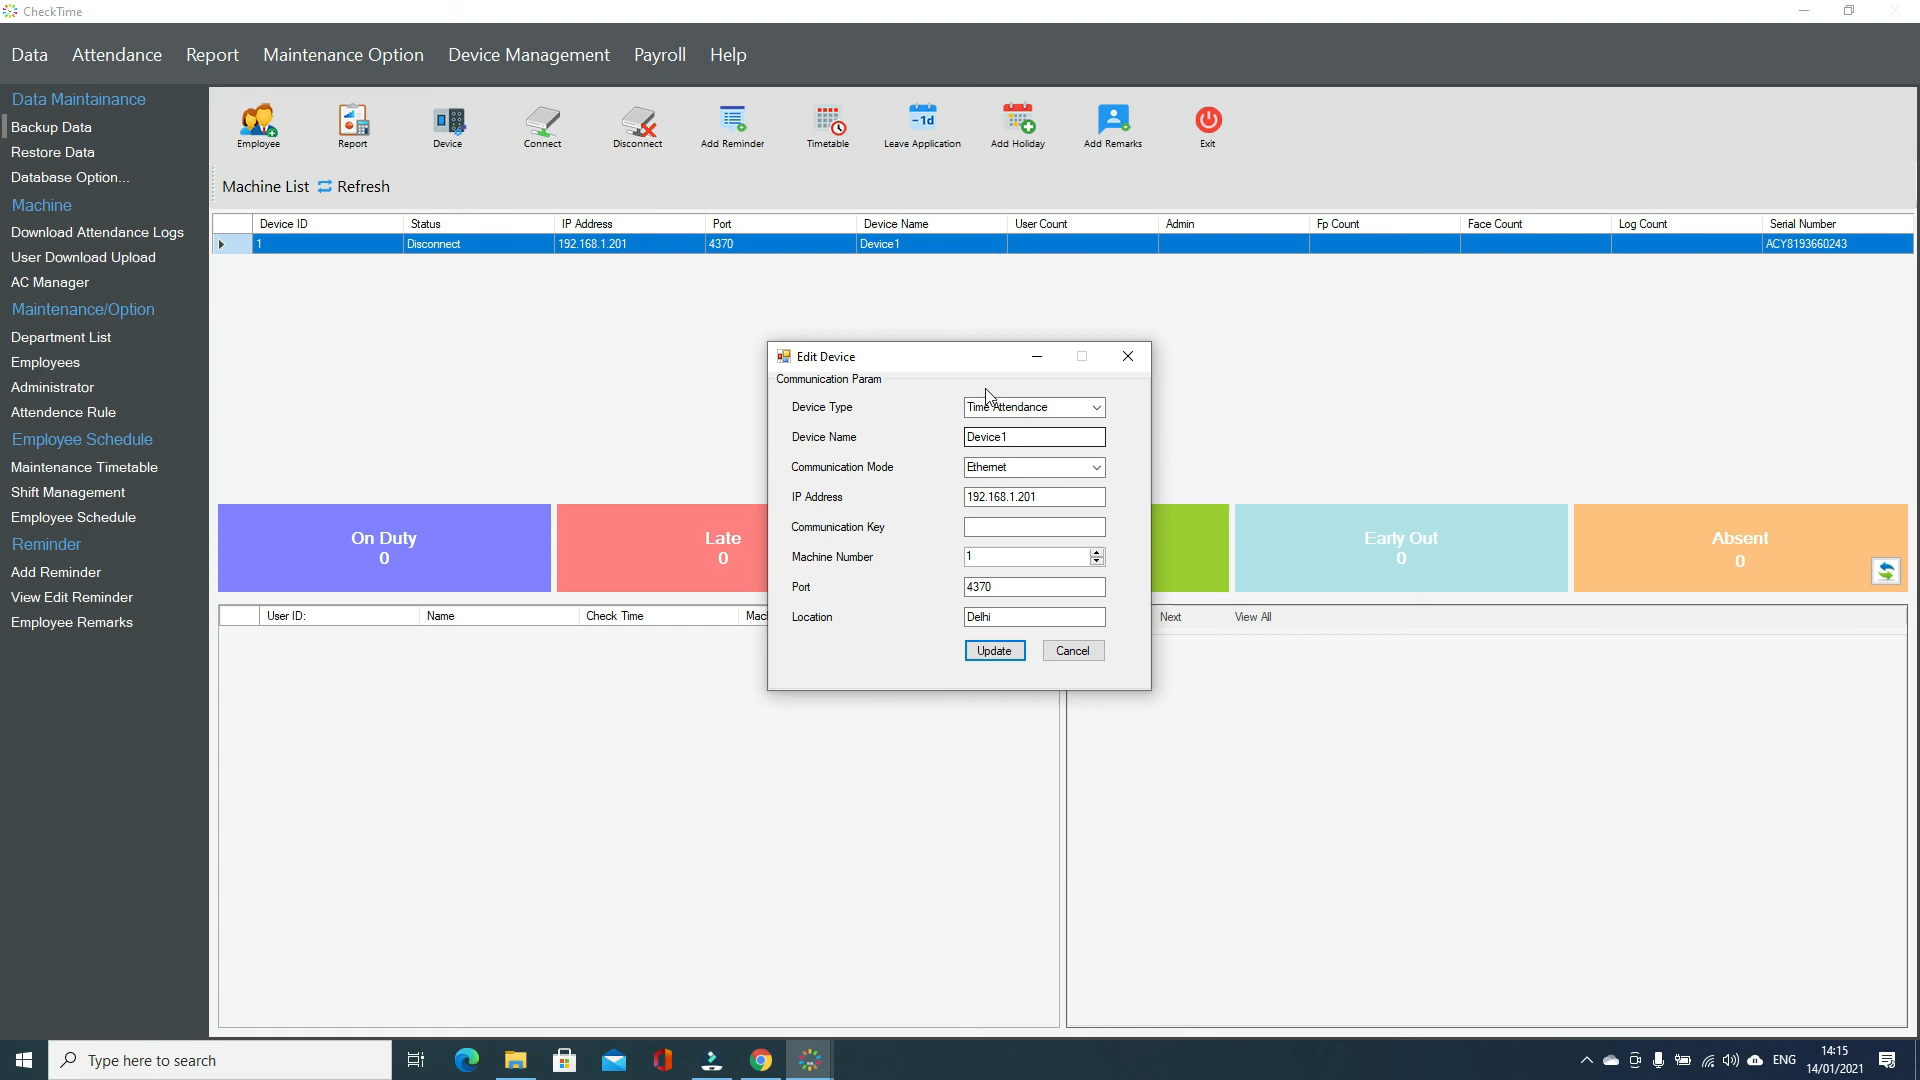 CheckTime
Data Attendance Report Maintenance Option Device Management Payroll Help
Data Maintainance
Backup Data
Restore Data
Database Option...
Machine
Download Attendance Logs
User Download Upload
AC Manager
Maintenance/Option
Department List
Employees
Administrator
Attendence Rule
Employee Schedule
Maintenance Timetable
Shift Management
Employee Schedule
Reminder
Add Reminder
View Edit Reminder
Employee Remarks
Employee Report Device Connect Disconnect Add Reminder Timetable -1d Leave Application Add Holiday Add Remarks Exit
Machine List Refresh
Device ID Status IP Address Port Device Name User Count Admin Fp Count Face Count Log Count Serial Number
1 Disconnect 192.168.1.201 4370 Device1 ACY8193660243
Edit Device
Communication Param
Device Type Time Attendance
Device Name Device1
Communication Mode Ethernet
IP Address 192.168.1.201
Communication Key
Machine Number 1
Port 4370
Location Delhi
Update Cancel
On Duty Late Early Out Absent
0 0 0 0
User ID: Name Check Time Next View All
Type here to search
ENG
14:15
14/01/2021